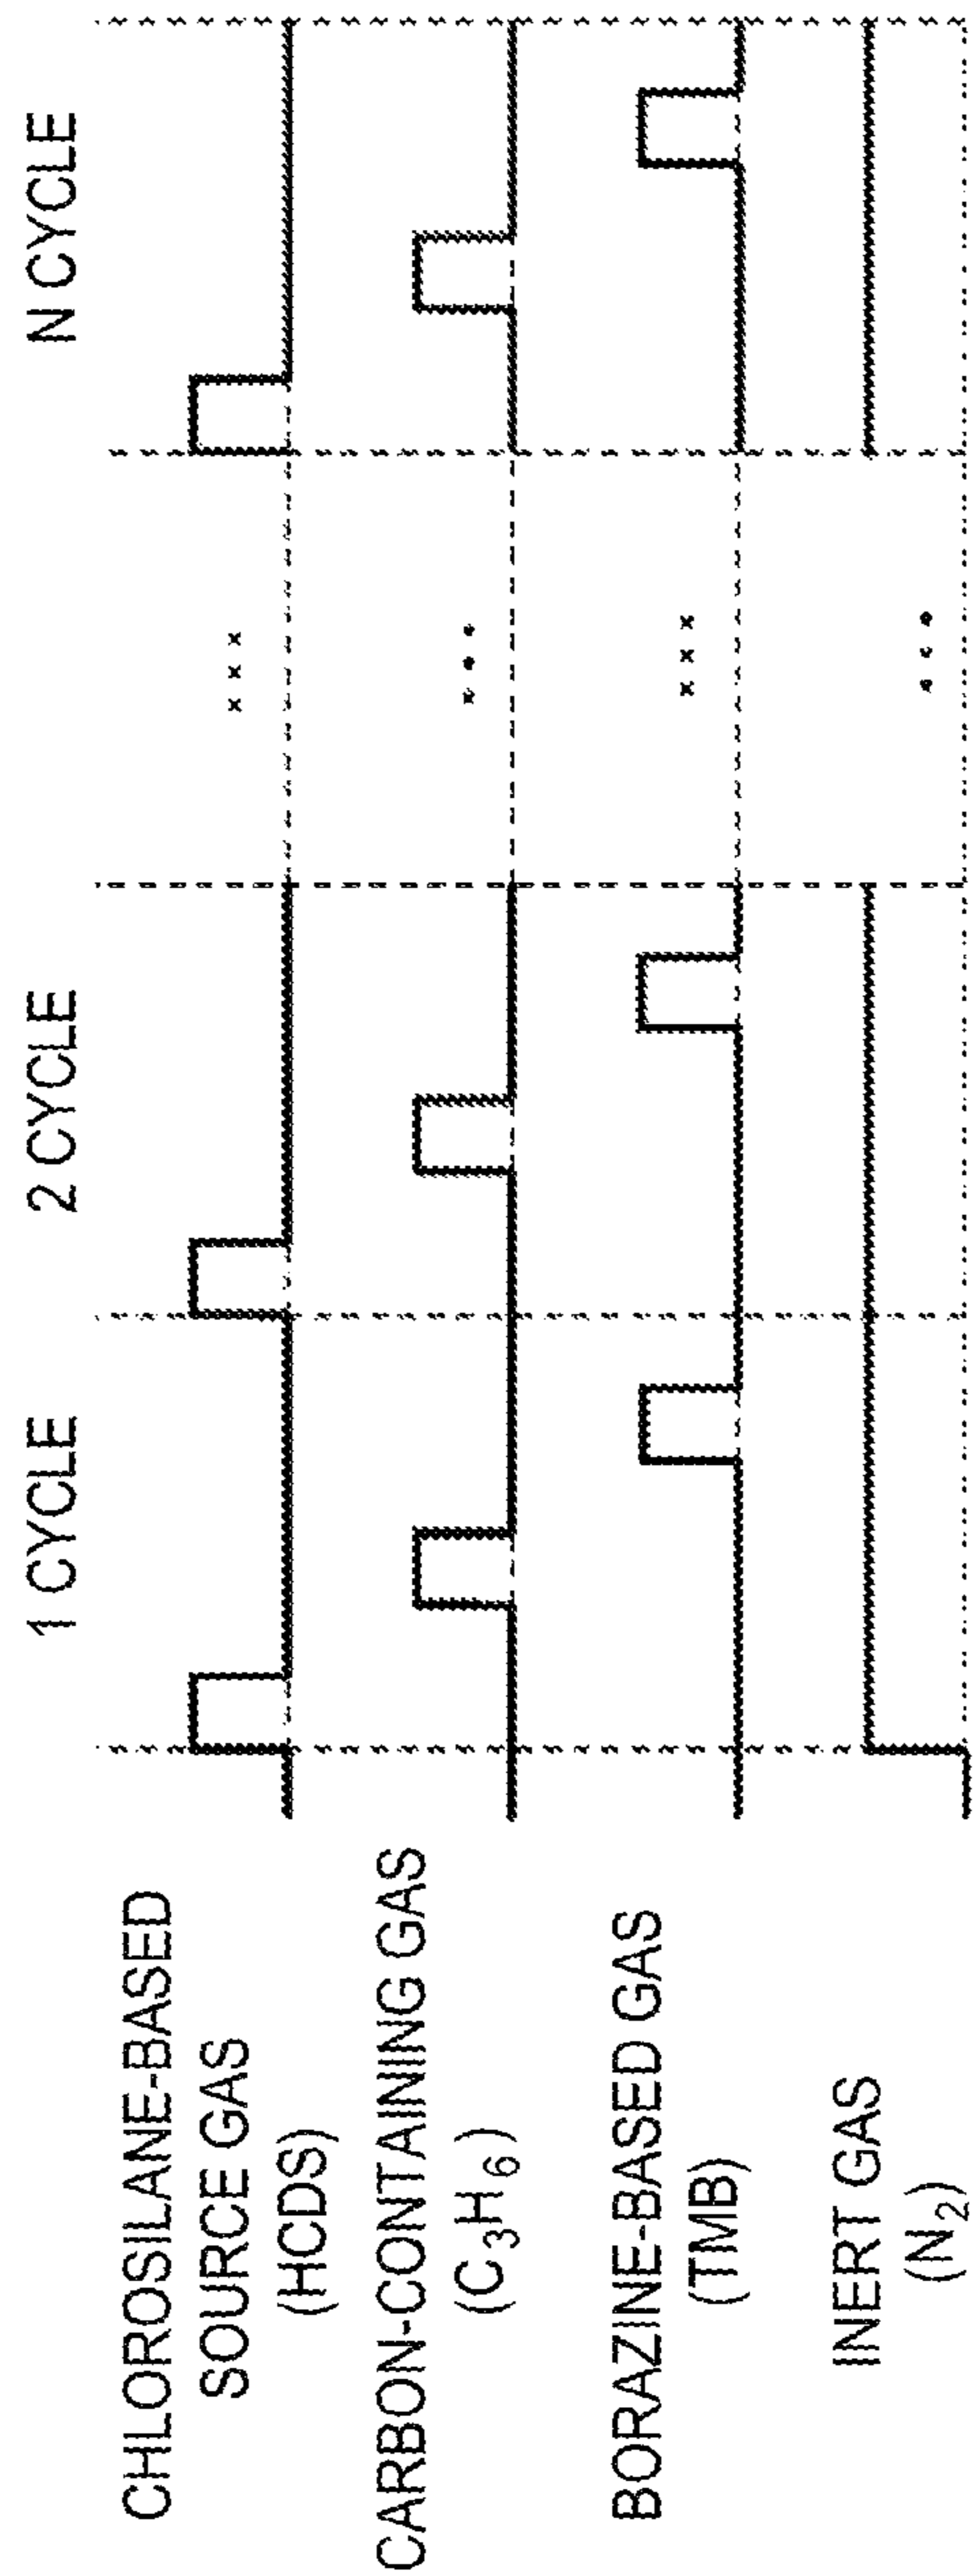 1 CYCLE
2 CYCLE
N CYCLE
CHLOROSILANE-BASED
SOURCE GAS
(HCDS)
CARBON-CONTAINING GAS
(C₃H₆)
BORAZINE-BASED GAS
(TMB)
INERT GAS
(N₂)